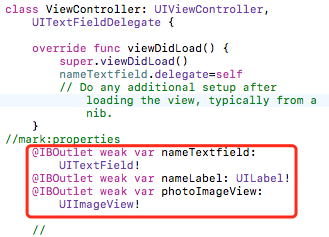 class ViewController: UIViewController,
UITextFieldDelegate {
override func viewDidLoad() {
super.viewDidLoad()
nameTextfield.delegate=self
// Do any additional setup after
loading the view, typically from a
nib.
}
//mark:properties
@IBOutlet weak var nameTextfield:
UITextField!
@IBOutlet weak var nameLabel: UILabel!
@IBOutlet weak var photoImageView:
UIImageView!
//